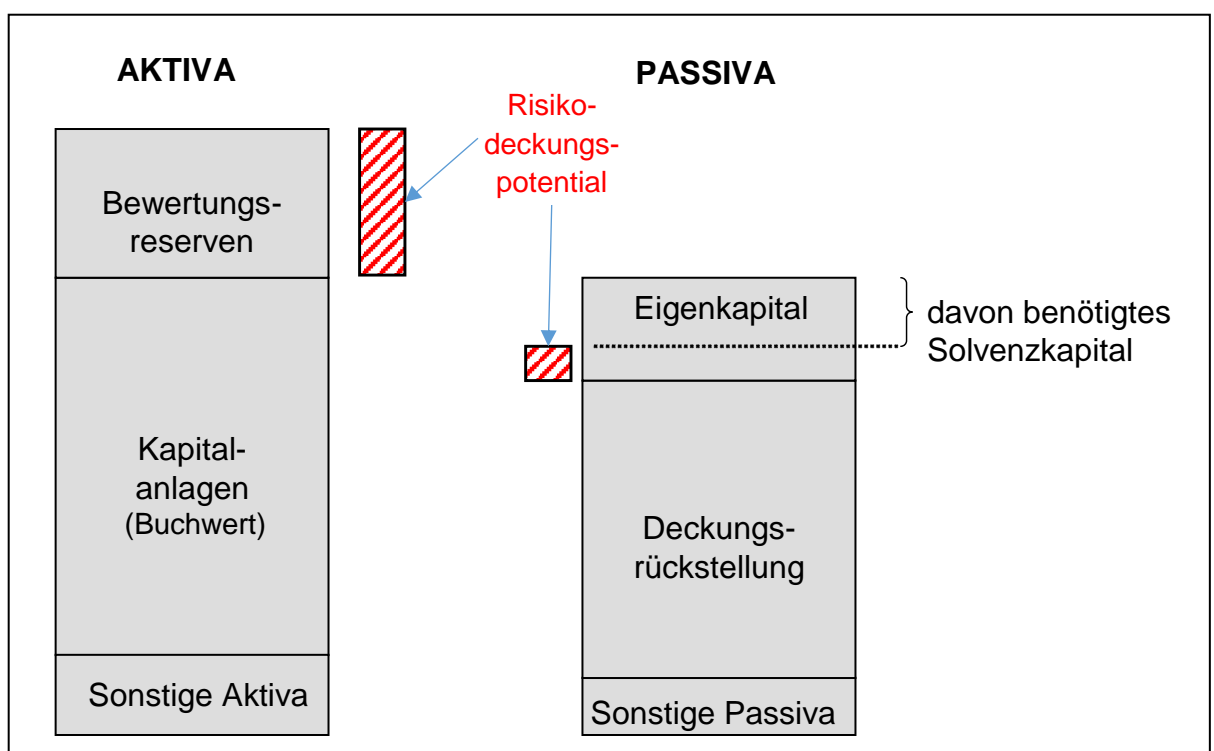 AKTIVA
PASSIVA
Risiko-
deckungs-
potential
Bewertungs-
reserven
Kapital-
anlagen
(Buchwert)
Sonstige Aktiva
Eigenkapital
davon benötigtes
Solvenzkapital
Deckungs-
rückstellung
Sonstige Passiva